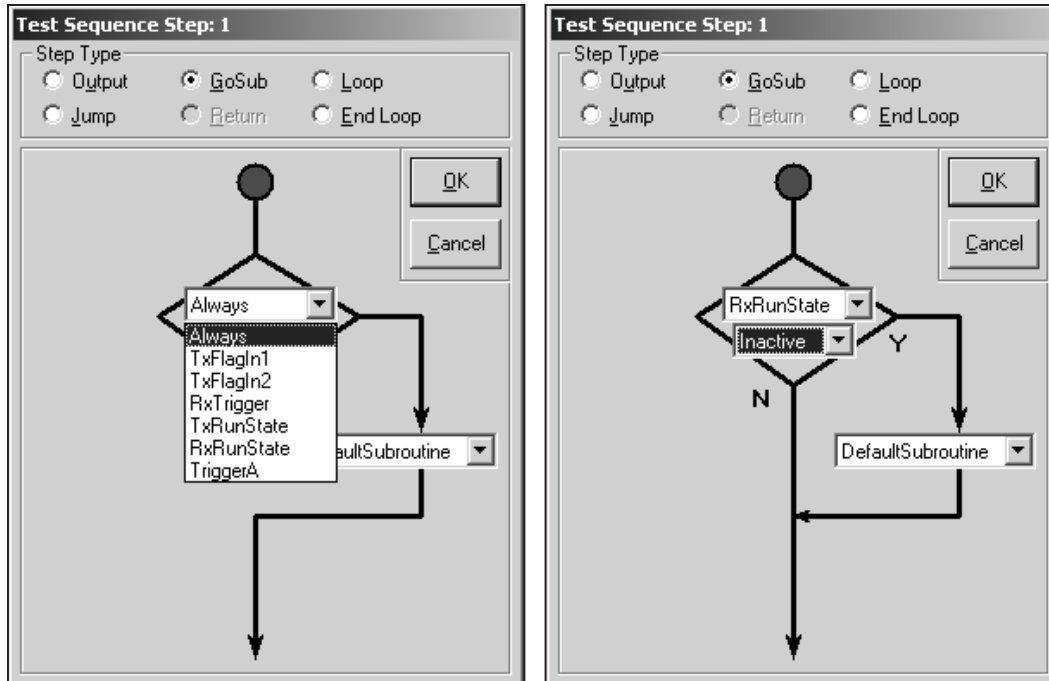 Test Sequence Step: 1
Step Type
Output
GoSub
Loop
Jump
Return
End Loop
OK
Cancel
Always
Always
TxFlagIn1
TxFlagIn2
RxTrigger
TxRunState
RxRunState
TriggerA
aultSubroutine
Test Sequence Step: 1
Step Type
Output
GoSub
Loop
Jump
Return
End Loop
OK
Cancel
RxRunState
Inactive
Y
N
DefaultSubroutine